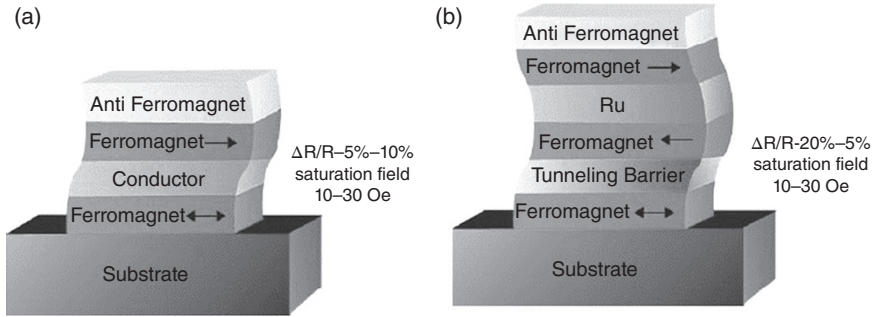 (a)
Anti Ferromagnet
Ferromagnet
Conductor
Ferromagnet
Substrate
ΔR/R–5%–10%
saturation field
10–30 Oe
(b)
Anti Ferromagnet
Ferromagnet
Ru
Ferromagnet
Tunneling Barrier
Ferromagnet
Substrate
ΔR/R-20%–5%
saturation field
10–30 Oe